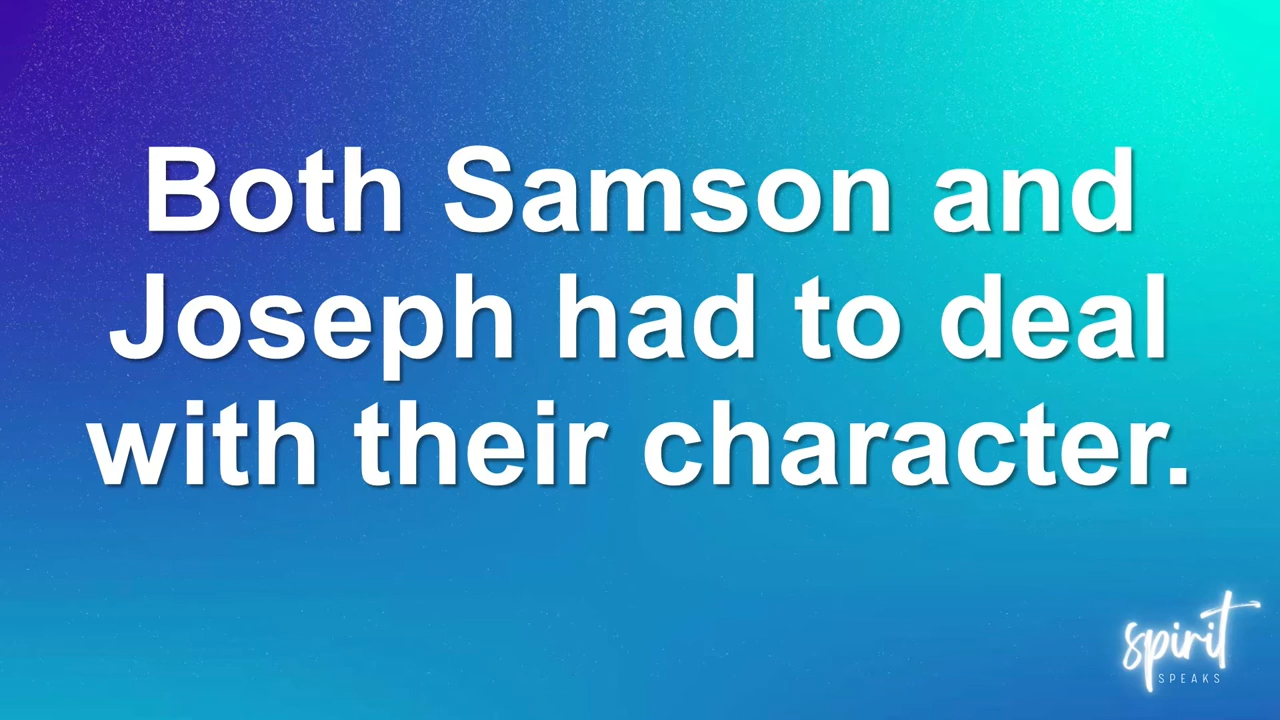 Both Samson and
Joseph had to deal
with their character.
spirit
SPEAKS